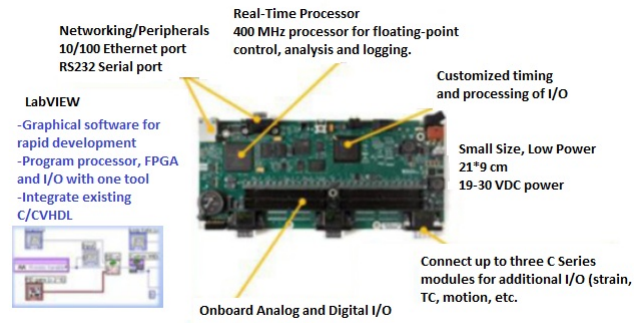 Real-Time Processor
400 MHz processor for floating-point
control, analysis and logging.
Networking/Peripherals
10/100 Ethernet port
RS232 Serial port
Customized timing
and processing of I/O
LabVIEW
-Graphical software for
rapid development
-Program processor, FPGA
and I/O with one tool
-Integrate existing
C/CVHDL
Small Size, Low Power
21*9 cm
19-30 VDC power
Connect up to three C Series
modules for additional I/O (strain,
TC, motion, etc.
Onboard Analog and Digital I/O